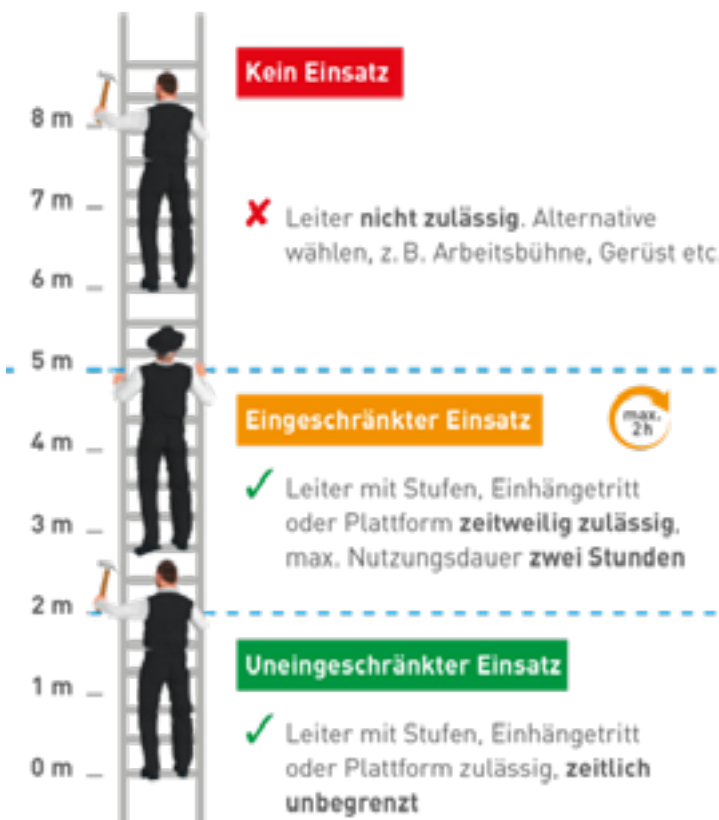 Kein Einsatz
8 m
7 m
✘ Leiter nicht zulässig. Alternative
wählen, z. B. Arbeitsbühne, Gerüst etc.
6 m
5 m
Eingeschränkter Einsatz
max.
2h
4 m
✓ Leiter mit Stufen, Einhängetritt
oder Plattform zeitweilig zulässig,
max. Nutzungsdauer zwei Stunden
3 m
2 m
Uneingeschränkter Einsatz
1 m
✓ Leiter mit Stufen, Einhängetritt
oder Plattform zulässig, zeitlich
unbegrenzt
0 m